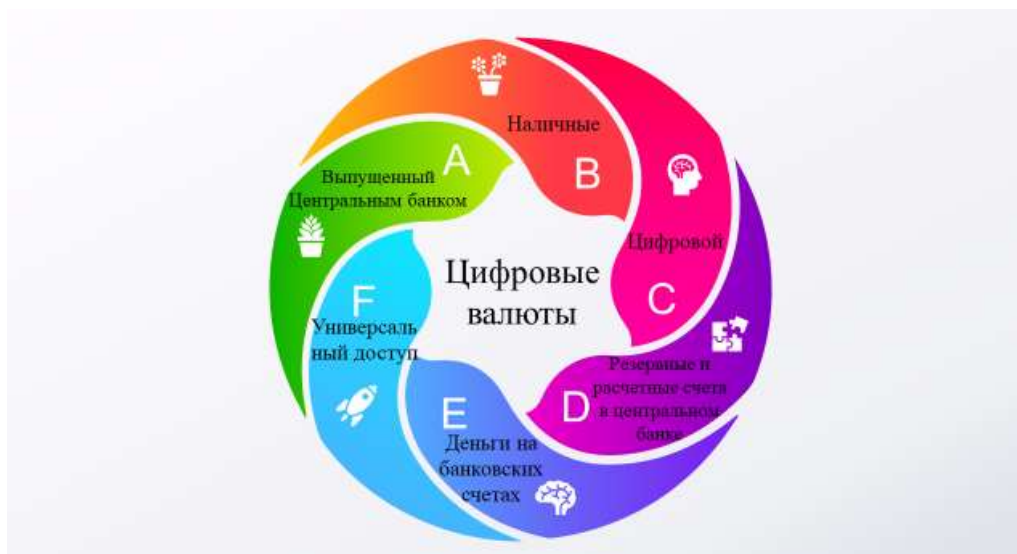 A
Выпущенный
Центральным банком
B
Наличные
C
Цифровой
D
Резервные и
расчетные счета
в центральном
банке
E
Деньги на
банковских
счетах
F
Универсаль
ный доступ
Цифровые
валюты